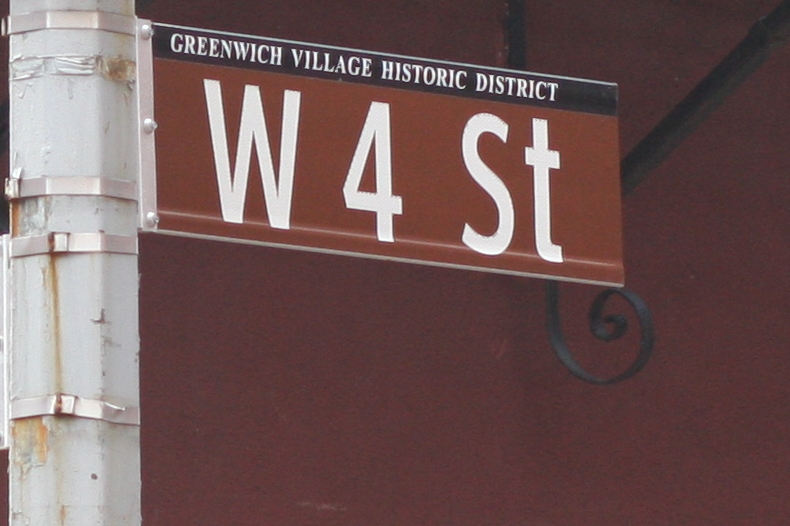 GREENWICH VILLAGE HISTORIC DISTRICT
W 4 St